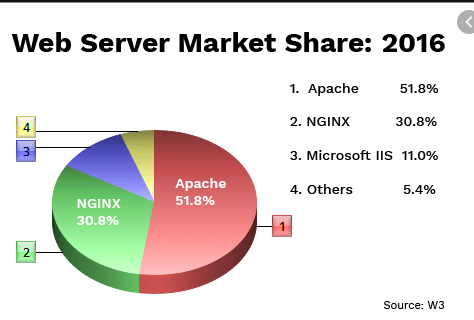 Web Server Market Share: 2016
1. Apache 51.8%
2. NGINX 30.8%
3. Microsoft IIS 11.0%
4. Others 5.4%
4
3
Apache
51.8%
NGINX
30.8%
1
2
Source: W3